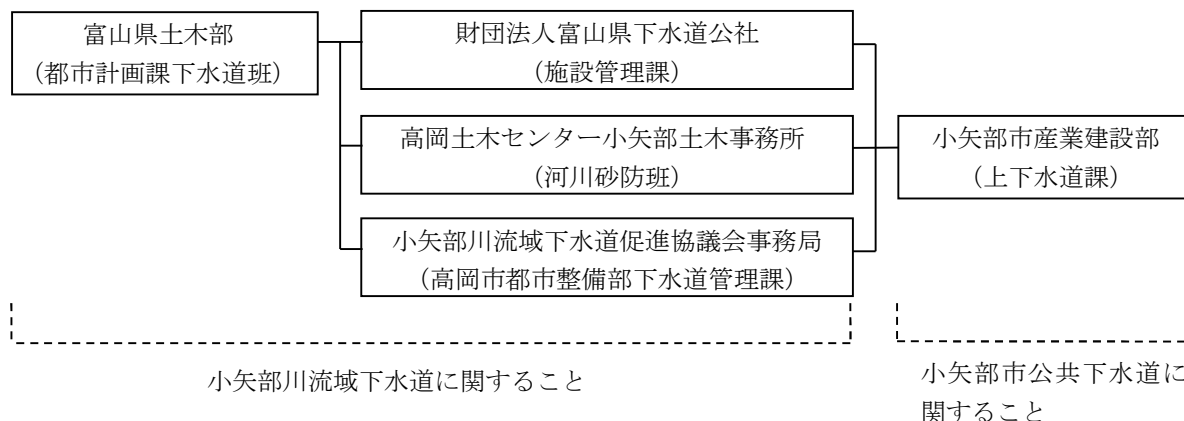 富山県土木部
（都市計画課下水道班）
財団法人富山県下水道公社
（施設管理課）
高岡土木センター小矢部土木事務所
（河川砂防班）
小矢部川流域下水道促進協議会事務局
（高岡市都市整備部下水道管理課）
小矢部市産業建設部
（上下水道課）
小矢部川流域下水道に関すること
小矢部市公共下水道に
関すること